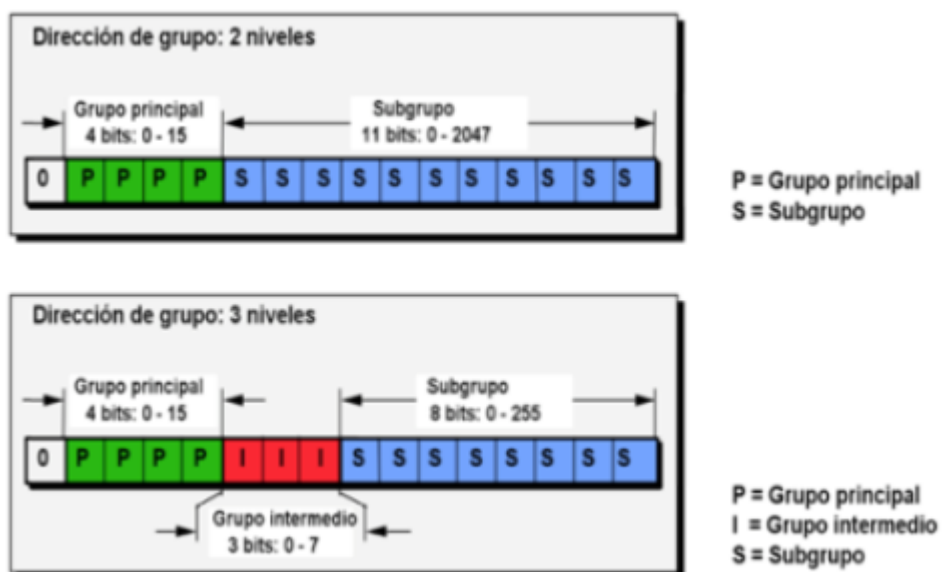 Dirección de grupo: 2 niveles
Grupo principal
4 bits: 0 - 15
Subgrupo
11 bits: 0 - 2047
0 P P P P S S S S S S S S S S S
P = Grupo principal
S = Subgrupo
Dirección de grupo: 3 niveles
Grupo principal
4 bits: 0 - 15
Subgrupo
8 bits: 0 - 255
0 P P P P I I I S S S S S S S S
Grupo intermedio
3 bits: 0 - 7
P = Grupo principal
I = Grupo intermedio
S = Subgrupo